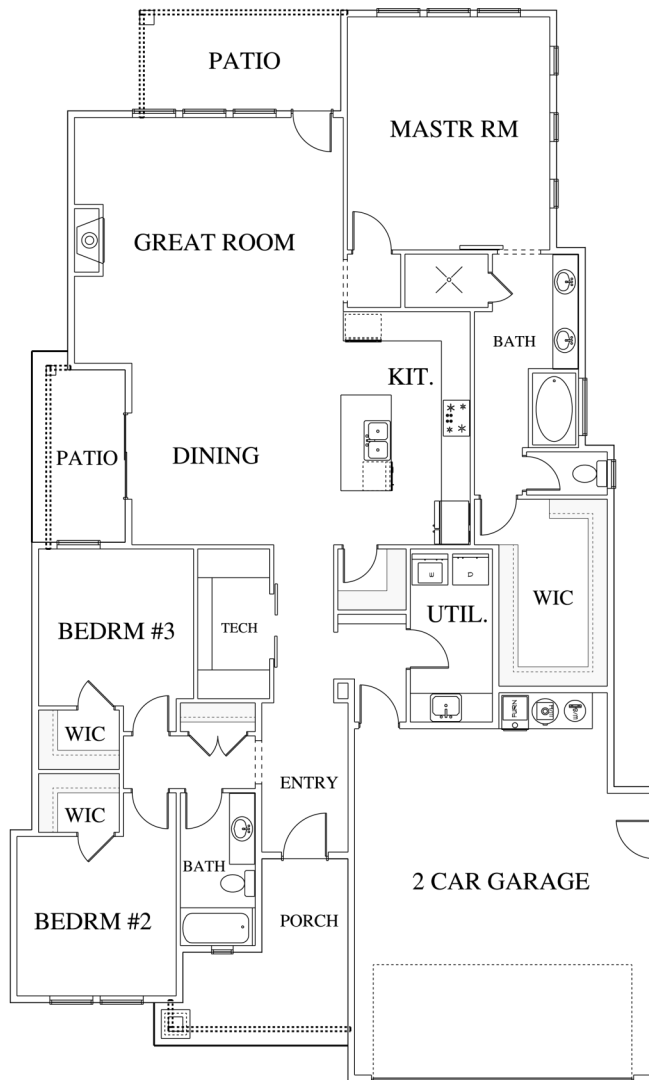 PATIO
MASTR RM
GREAT ROOM
BATH
KIT.
PATIO
DINING
WIC
UTIL.
BEDRM #3
TECH
FURN
WIC
ENTRY
WIC
BATH
2 CAR GARAGE
BEDRM #2
PORCH
D